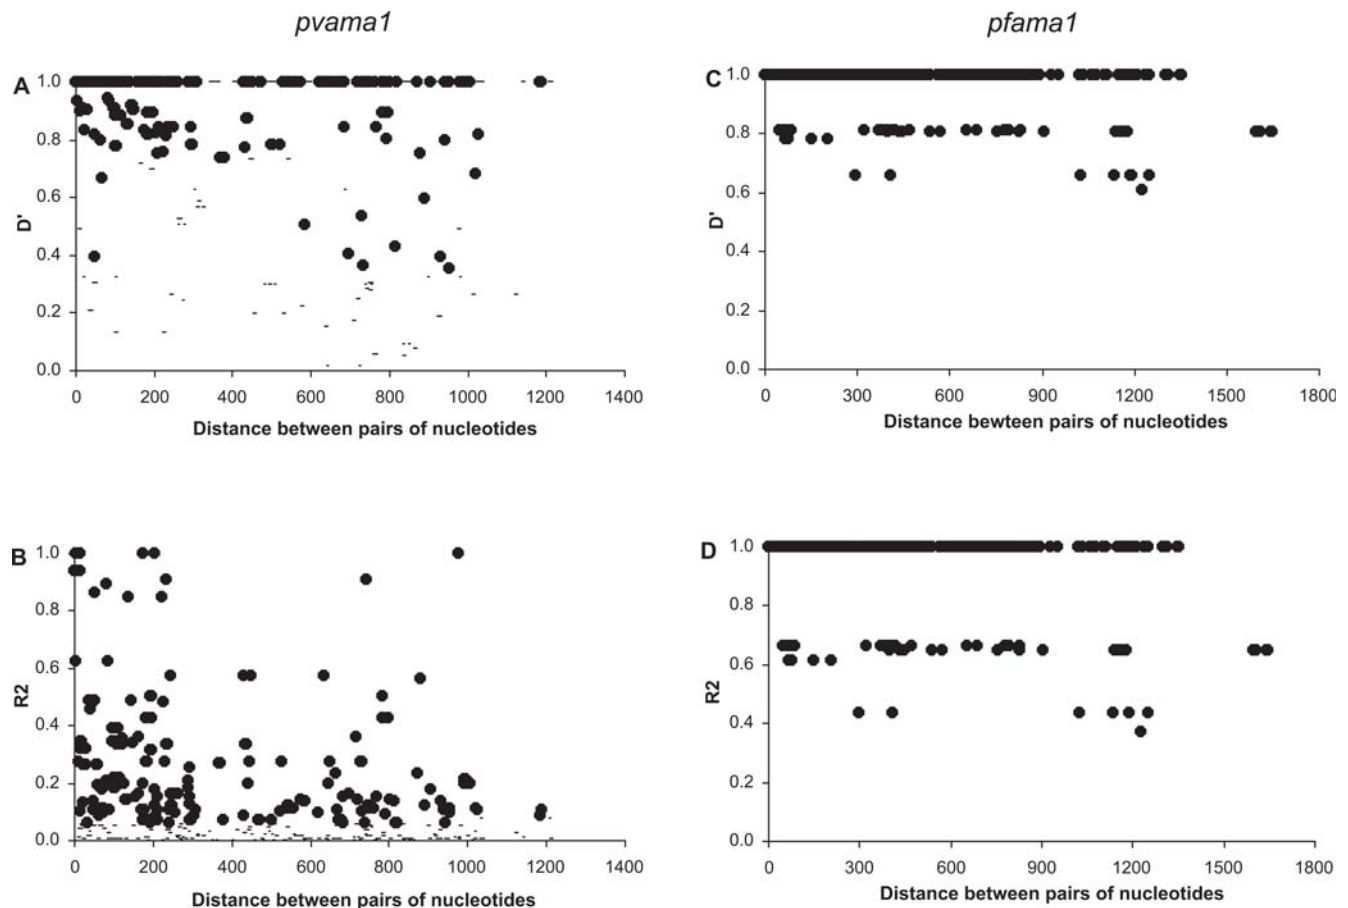 pvama1
pfama1
A
1.0
0.8
0.6
0.4
0.2
0.0
D'
0 200 400 600 800 1000 1200 1400
Distance between pairs of nucleotides
C
1.0
0.8
0.6
0.4
0.2
0.0
D'
0 300 600 900 1200 1500 1800
Distance bewteen pairs of nucleotides
B
1.0
0.8
0.6
0.4
0.2
0.0
R2
0 200 400 600 800 1000 1200 1400
Distance between pairs of nucleotides
D
1.0
0.8
0.6
0.4
0.2
0.0
R2
0 300 600 900 1200 1500 1800
Distance between pairs of nucleotides